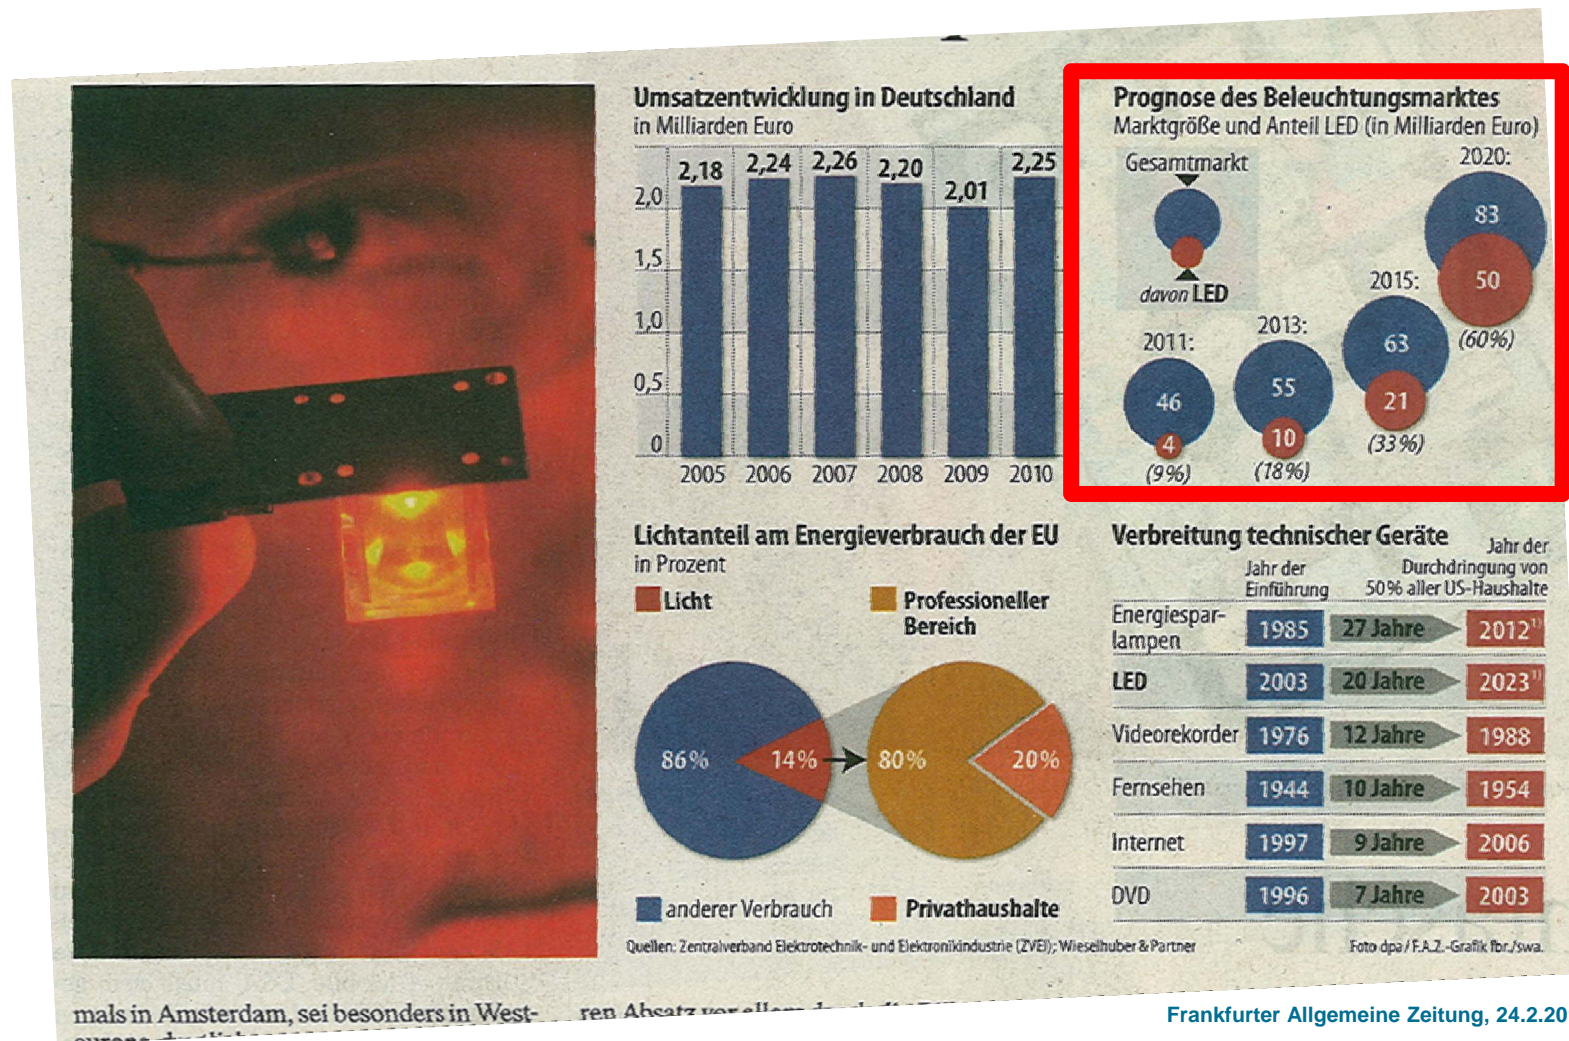 Umsatzentwicklung in Deutschland
in Milliarden Euro
2,18
2,24
2,26
2,20
2,01
2,25
2,0
1,5
1,0
0,5
0
2005
2006
2007
2008
2009
2010
Prognose des Beleuchtungsmarktes
Marktgröße und Anteil LED (in Milliarden Euro)
Gesamtmarkt
davon LED
2011:
46
4
(9%)
2013:
55
10
(18%)
2015:
63
21
(33%)
2020:
83
50
(60%)
Lichtanteil am Energieverbrauch der EU
in Prozent
Licht
Professioneller
Bereich
86%
14%
80%
20%
anderer Verbrauch
Privathaushalte
Verbreitung technischer Geräte
Jahr der
Einführung
Jahr der
Durchdringung von
50% aller US-Haushalte
Energiespar-
lampen
1985
27 Jahre
2012¹⁾
LED
2003
20 Jahre
2023¹⁾
Videorekorder
1976
12 Jahre
1988
Fernsehen
1944
10 Jahre
1954
Internet
1997
9 Jahre
2006
DVD
1996
7 Jahre
2003
Quellen: Zentralverband Elektrotechnik- und Elektronikindustrie (ZVEI); Wieselhuber & Partner
Foto dpa / F.A.Z.-Grafik fbr./swa.
mals in Amsterdam, sei besonders in West-
ren Absatz vor allem
Frankfurter Allgemeine Zeitung, 24.2.20